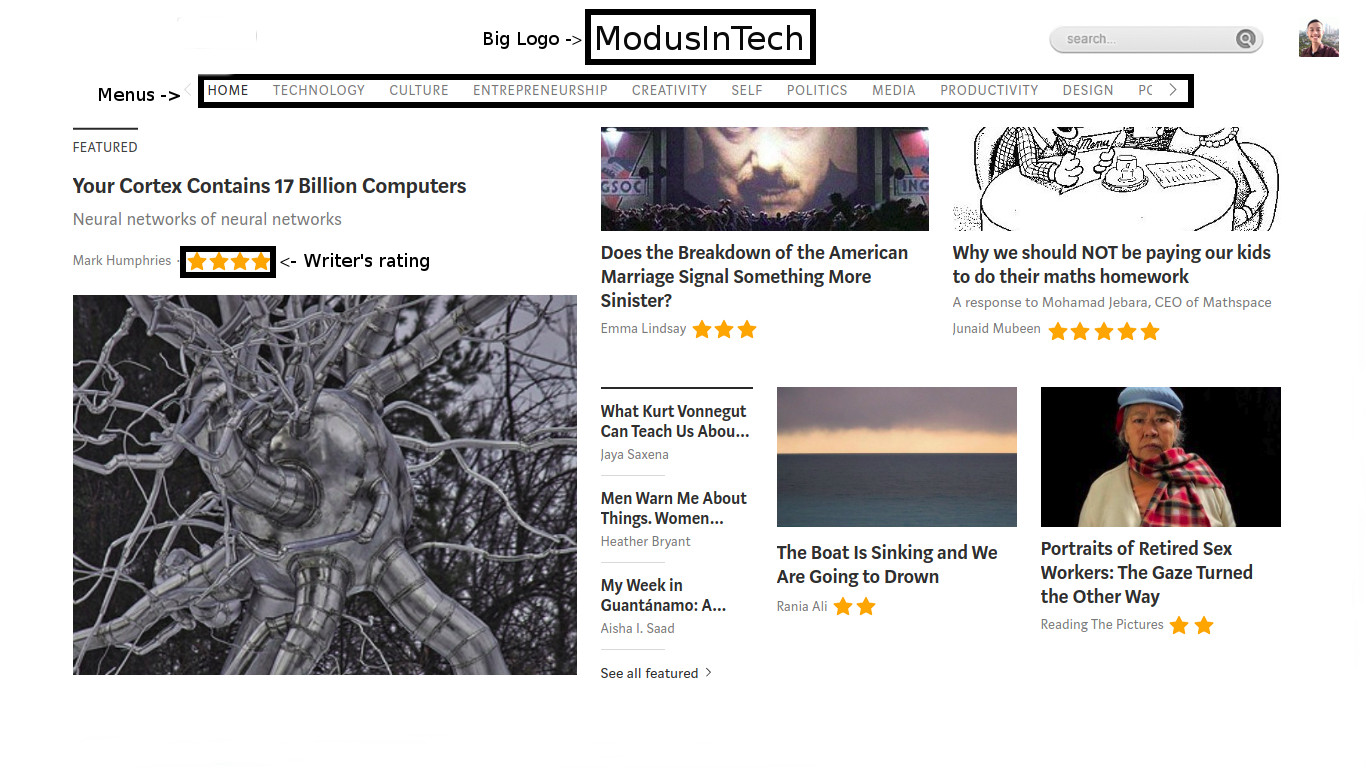 Big Logo -> ModusInTech
search...
Menus ->
HOME TECHNOLOGY CULTURE ENTREPRENEURSHIP CREATIVITY SELF POLITICS MEDIA PRODUCTIVITY DESIGN PC
FEATURED
Your Cortex Contains 17 Billion Computers
Neural networks of neural networks
Mark Humphries ·
<- Writer's rating
GSOC
ING
Does the Breakdown of the American
Marriage Signal Something More
Sinister?
Emma Lindsay
Menu
Why we should NOT be paying our kids
to do their maths homework
A response to Mohamad Jebara, CEO of Mathspace
Junaid Mubeen
What Kurt Vonnegut
Can Teach Us Abou...
Jaya Saxena
Men Warn Me About
Things. Women...
Heather Bryant
My Week in
Guantánamo: A...
Aisha I. Saad
See all featured
The Boat Is Sinking and We
Are Going to Drown
Rania Ali
Portraits of Retired Sex
Workers: The Gaze Turned
the Other Way
Reading The Pictures